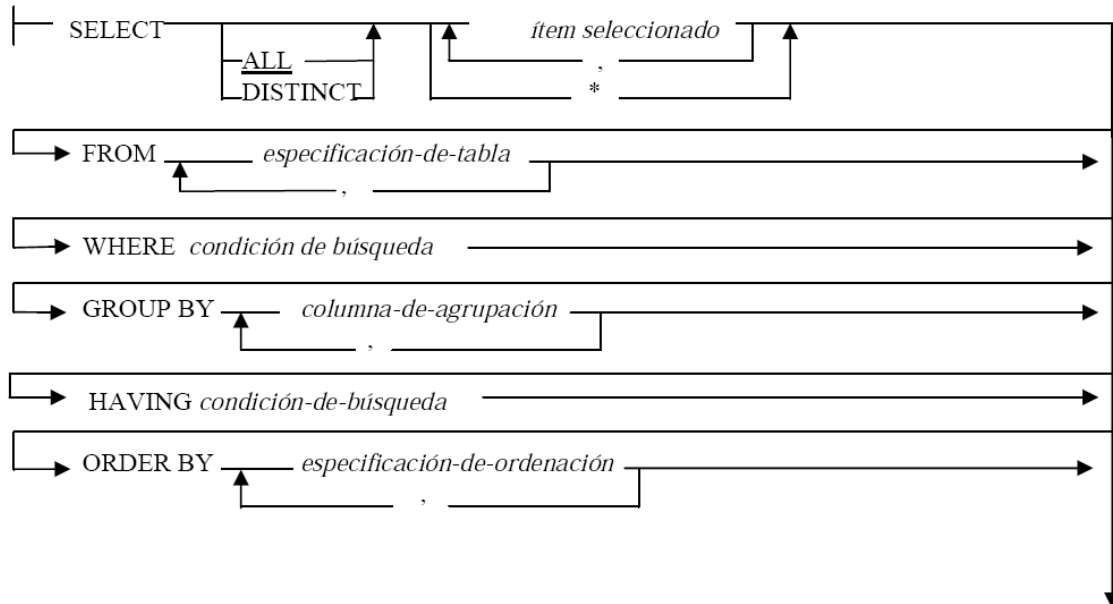 SELECT ítem seleccionado
ALL ,
DISTINCT *
FROM especificación-de-tabla
,
WHERE condición de búsqueda
GROUP BY columna-de-agrupación
,
HAVING condición-de-búsqueda
ORDER BY especificación-de-ordenación
,